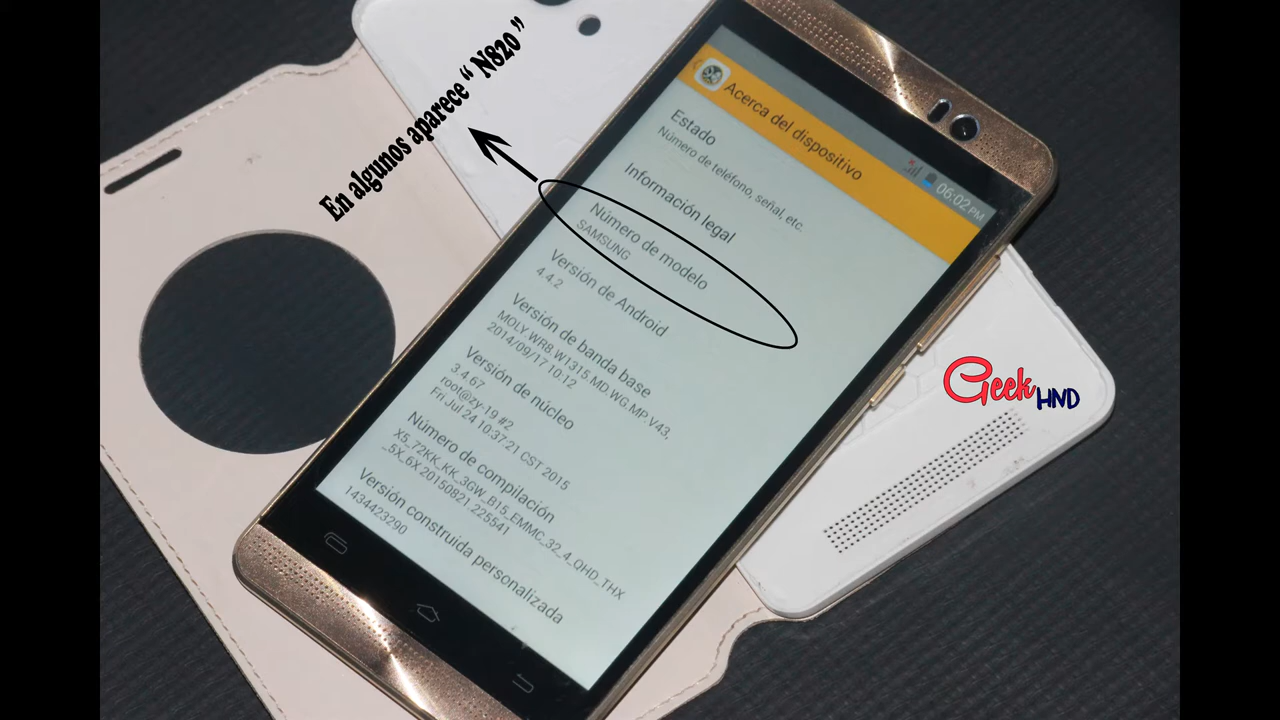 En algunos aparece “ N820 ”
06:02 PM
Acerca del dispositivo
Estado
Número de teléfono, señal, etc.
Información legal
Número de modelo
SAMSUNG
Versión de Android
4.4.2
Versión de banda base
MOLY.WR8.W1315.MD.WG.MP.V43,
2014/09/17 10:12
Versión de núcleo
3.4.67
root@zy-19 #2
Fri Jul 24 10:37:21 CST 2015
Número de compilación
X5_72KK_KK_3GW_B15_EMMC_32_4_QHD_THX
_5X_6X.20150821.225541
Versión construida personalizada
1434423290
Geek
HND